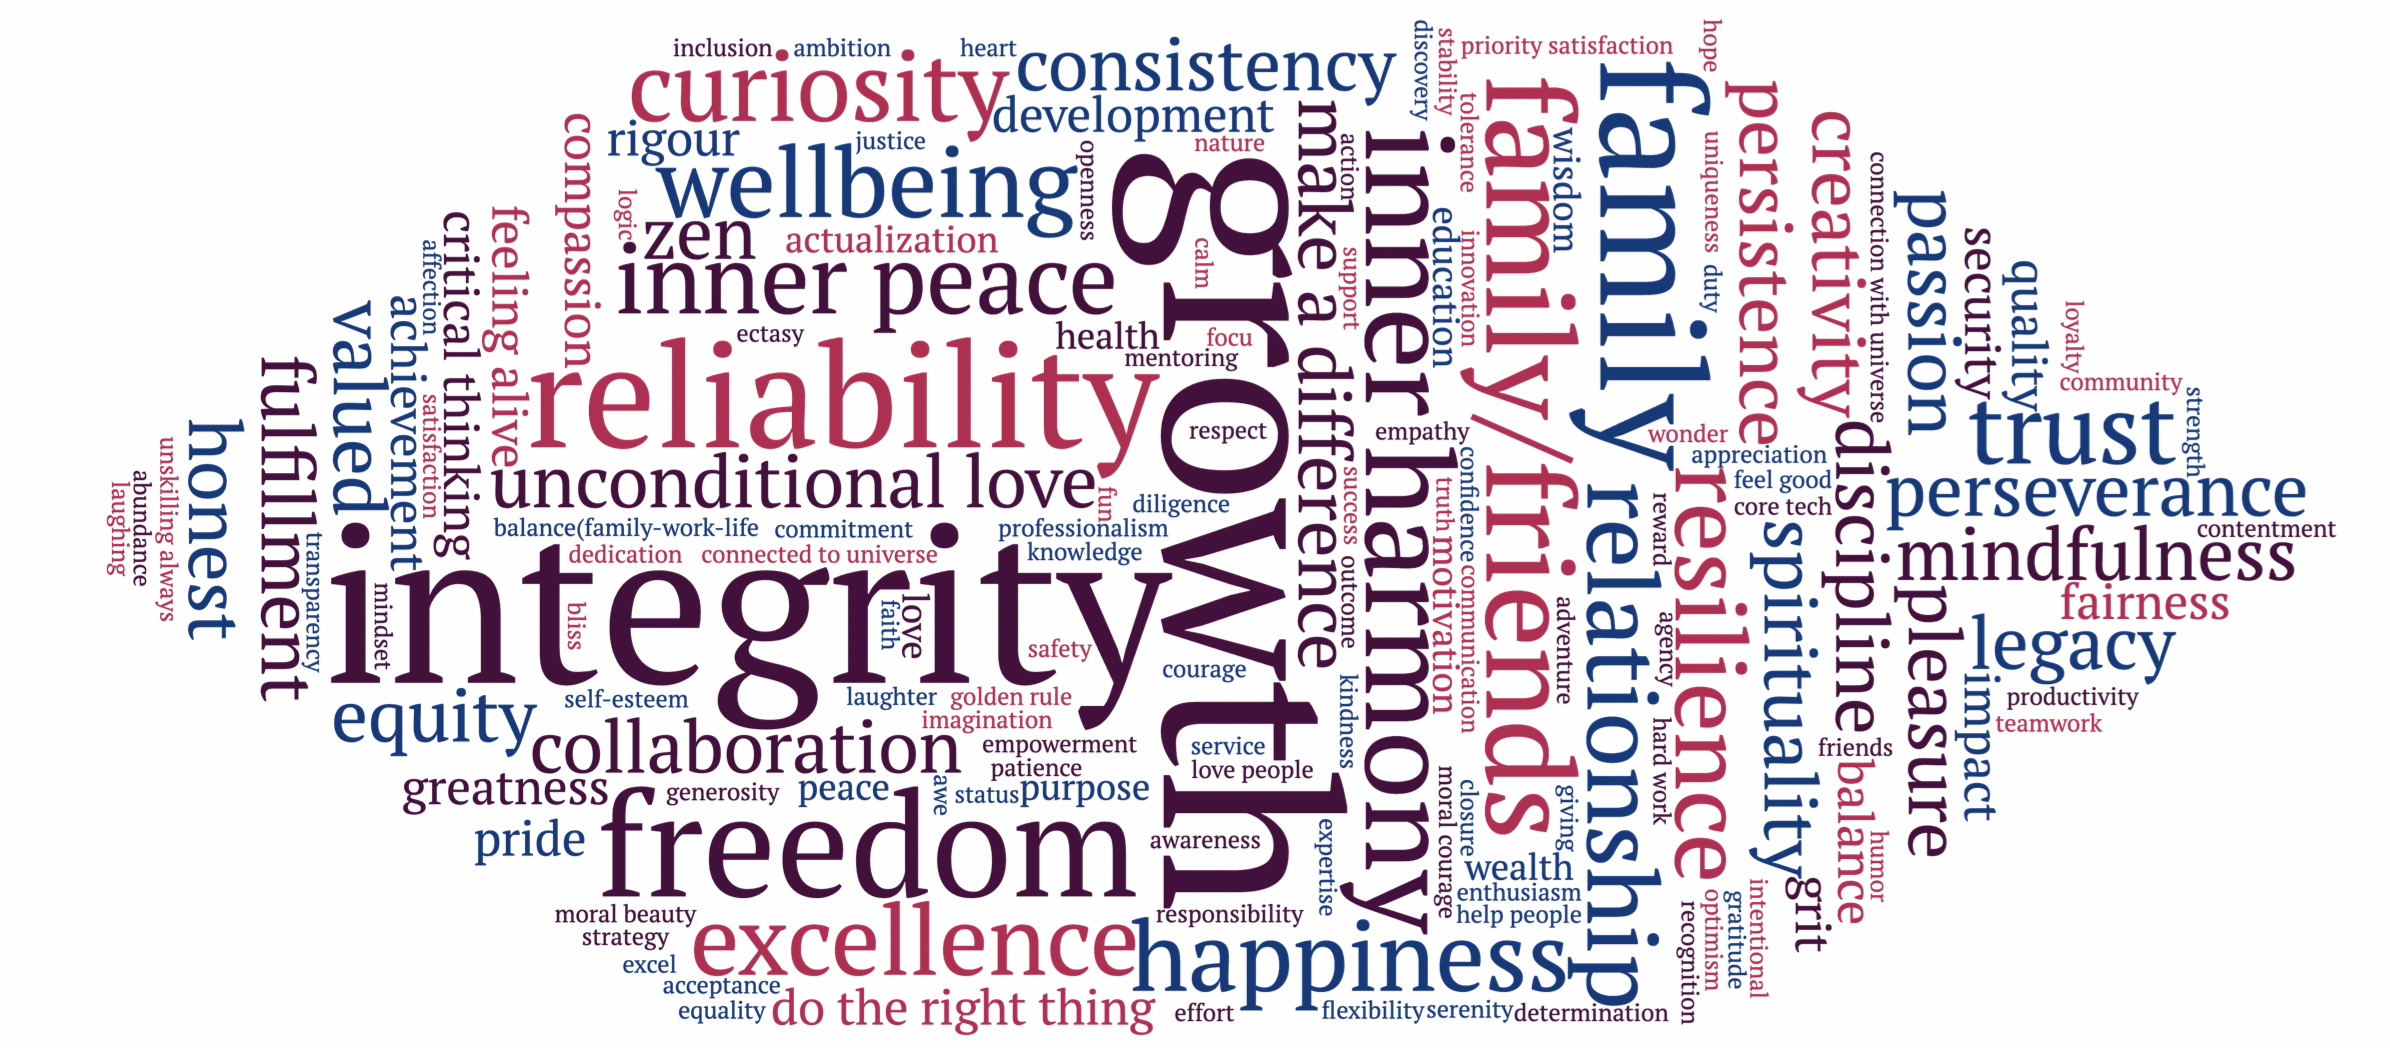 inclusion
ambition
heart
curiosity
consistency
development
rigour
justice
wellbeing
openness
nature
compassion
logic
zen
actualization
inner peace
calm
growth
ectasy
health
focu
mentoring
reliability
respect
unconditional love
fun
diligence
balance(family-work-life
commitment
professionalism
dedication
connected to universe
knowledge
integrity
bliss
faith
love
safety
mindset
courage
feeling alive
critical thinking
affection
achievement
satisfaction
valued
fulfillment
transparency
honest
unskilling always
abundance
laughing
equity
self-esteem
laughter
golden rule
imagination
collaboration
empowerment
patience
service
love people
greatness
generosity
peace
awe
status
purpose
pride
freedom
awareness
expertise
moral beauty
responsibility
strategy
excellence
excel
acceptance
equality
do the right thing
happiness
effort
flexibility
serenity
determination
make a difference
action
support
success
outcome
kindness
inner harmony
empathy
discovery
stability
priority satisfaction
tolerance
education
innovation
family/friends
wisdom
family
hope
uniqueness
duty
persistence
creativity
connection with universe
passion
security
quality
loyalty
community
strength
trust
wonder
appreciation
feel good
core tech
perseverance
contentment
mindfulness
fairness
discipline
pleasure
legacy
impact
productivity
teamwork
confidence
truth
motivation
communication
adventure
relationship
reward
agency
hard work
resilience
spirituality
friends
balance
humor
grit
moral courage
closure
giving
wealth
enthusiasm
help people
recognition
optimism
gratitude
intentional